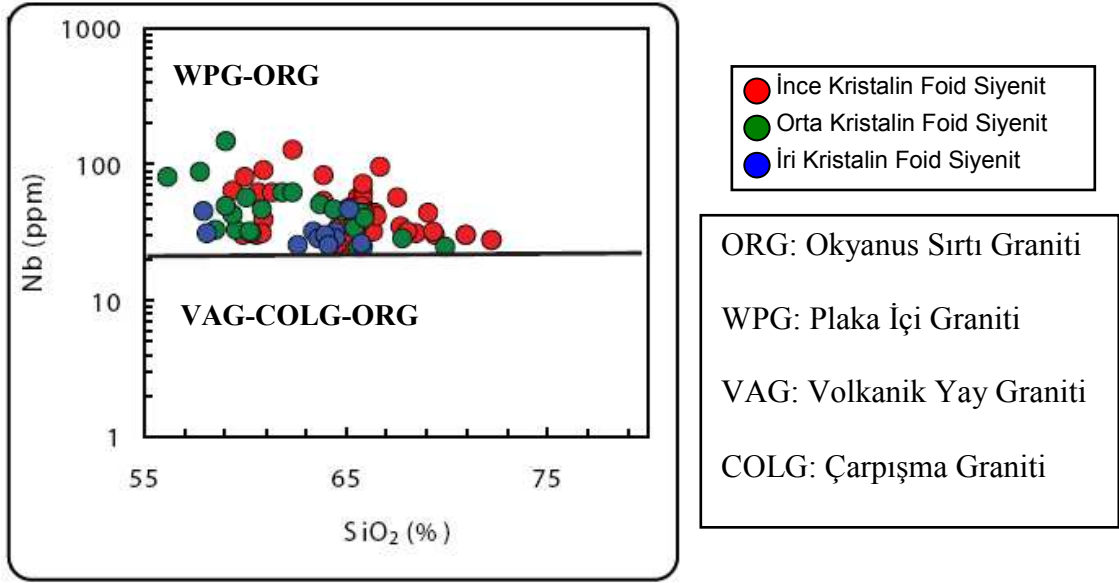 1000
WPG-ORG
100
Nb (ppm)
10
VAG-COLG-ORG
1
55 65 75
SiO₂ (%)
İnce Kristalin Foid Siyenit
Orta Kristalin Foid Siyenit
İri Kristalin Foid Siyenit
ORG: Okyanus Sırtı Graniti
WPG: Plaka İçi Graniti
VAG: Volkanik Yay Graniti
COLG: Çarpışma Graniti